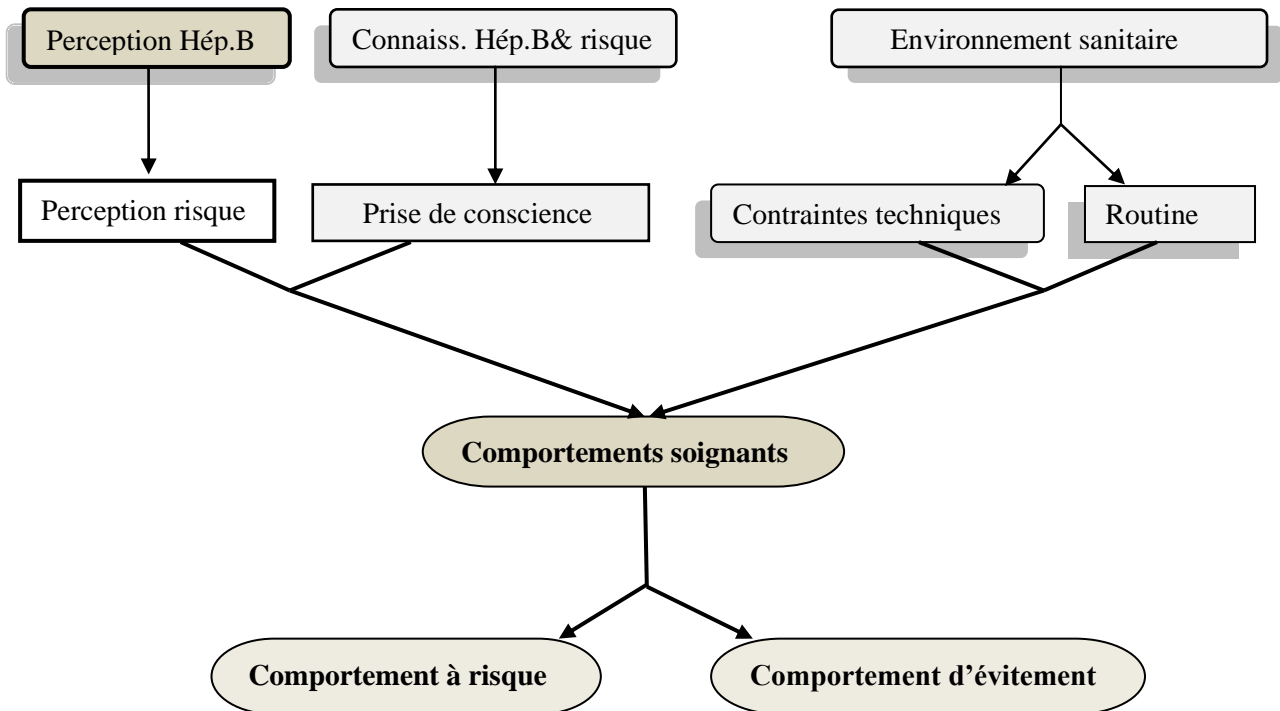 Perception Hép.B
Connaiss. Hép.B& risque
Environnement sanitaire
Perception risque
Prise de conscience
Contraintes techniques
Routine
Comportements soignants
Comportement à risque
Comportement d’évitement